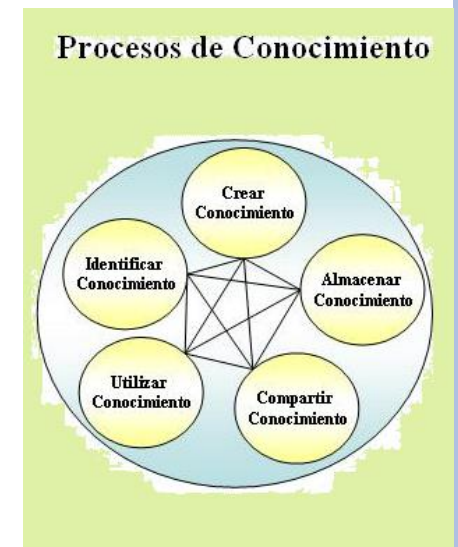 Procesos de Conocimiento
Crear
Conocimiento
Identificar
Conocimiento
Almacenar
Conocimiento
Utilizar
Conocimiento
Compartir
Conocimiento